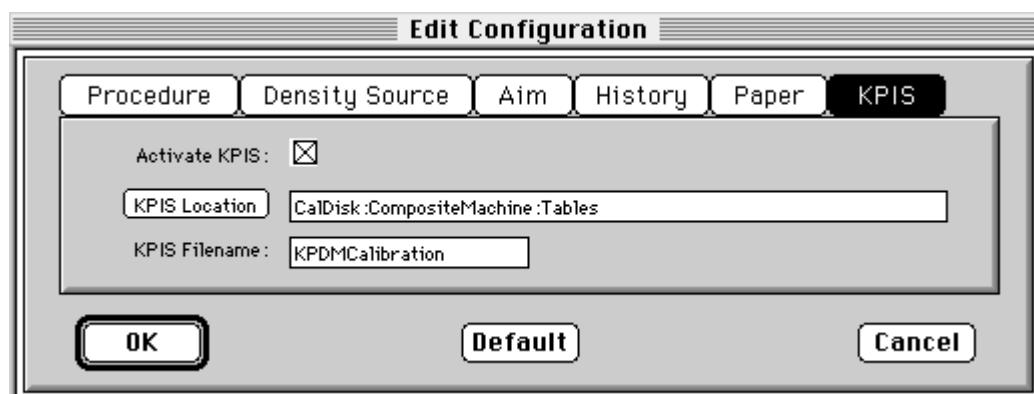 Edit Configuration
Procedure Density Source Aim History Paper KPIS
Activate KPIS:
KPIS Location CalDisk:CompositeMachine:Tables
KPIS Filename: KPDMCalibration
OK Default Cancel